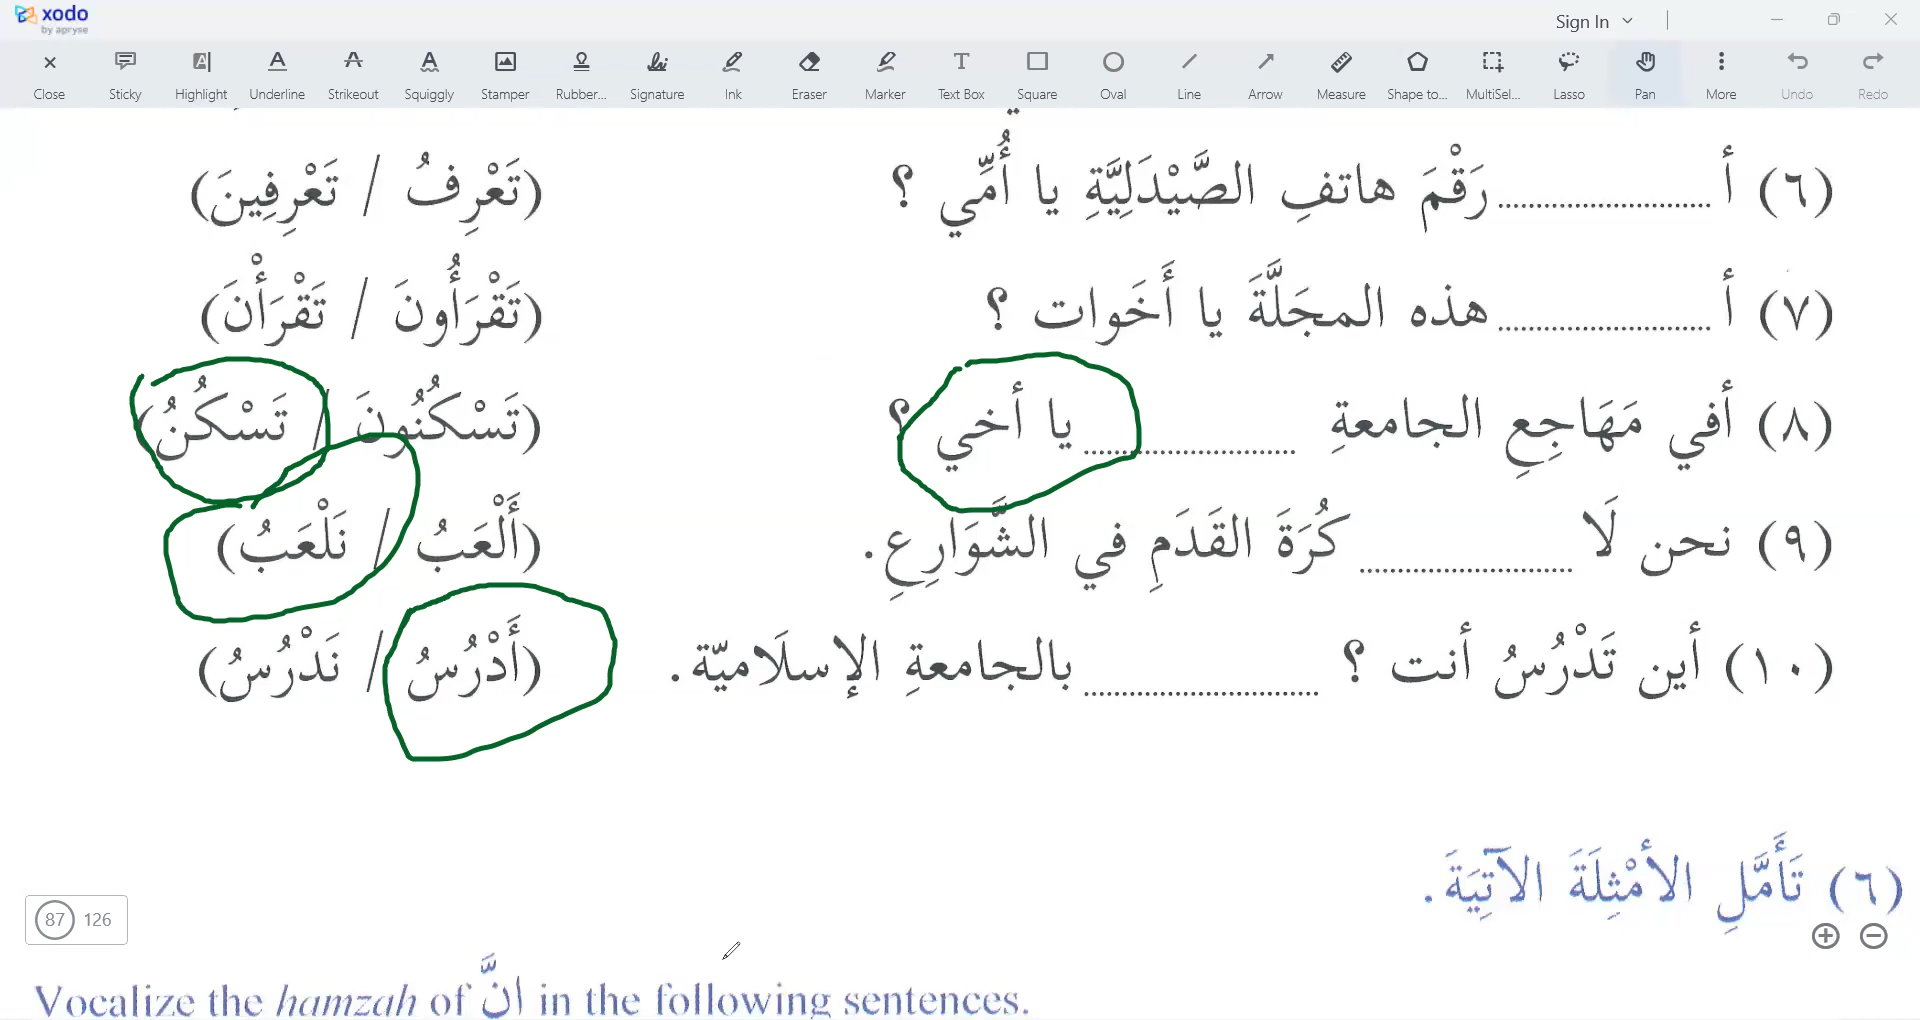 xodo
by apryse
Sign In
Close Sticky Highlight Underline Strikeout Squiggly Stamper Rubber... Signature Ink Eraser Marker Text Box Square Oval Line Arrow Measure Shape to... MultiSel... Lasso Pan More Undo Redo
(٦) أ ..................... رَقْمَ هاتفِ الصَّيْدَلِيَّةِ يا أُمِّي ؟ (تَعْرِفُ / تَعْرِفِينَ)
(٧) أ ..................... هذه المجَلَّةَ يا أَخَوات ؟ (تَقْرَأُونَ / تَقْرَأْنَ)
(٨) أفي مَهَاجِعِ الجامعةِ ..................... يا أخي ؟ (تَسْكُنُونَ / تَسْكُنُ)
(٩) نحن لَا ..................... كُرَةَ القَدَمِ في الشَّوَارِعِ. (أَلْعَبُ / نَلْعَبُ)
(١٠) أين تَدْرُسُ أنت ؟ ..................... بالجامعةِ الإسلَاميّة. (أَدْرُسُ / نَدْرُسُ)
(٦) تَأَمَّلِ الأمْثِلَةَ الآتِيَةَ.
87 126
Vocalize the hamzah of انَّ in the following sentences.